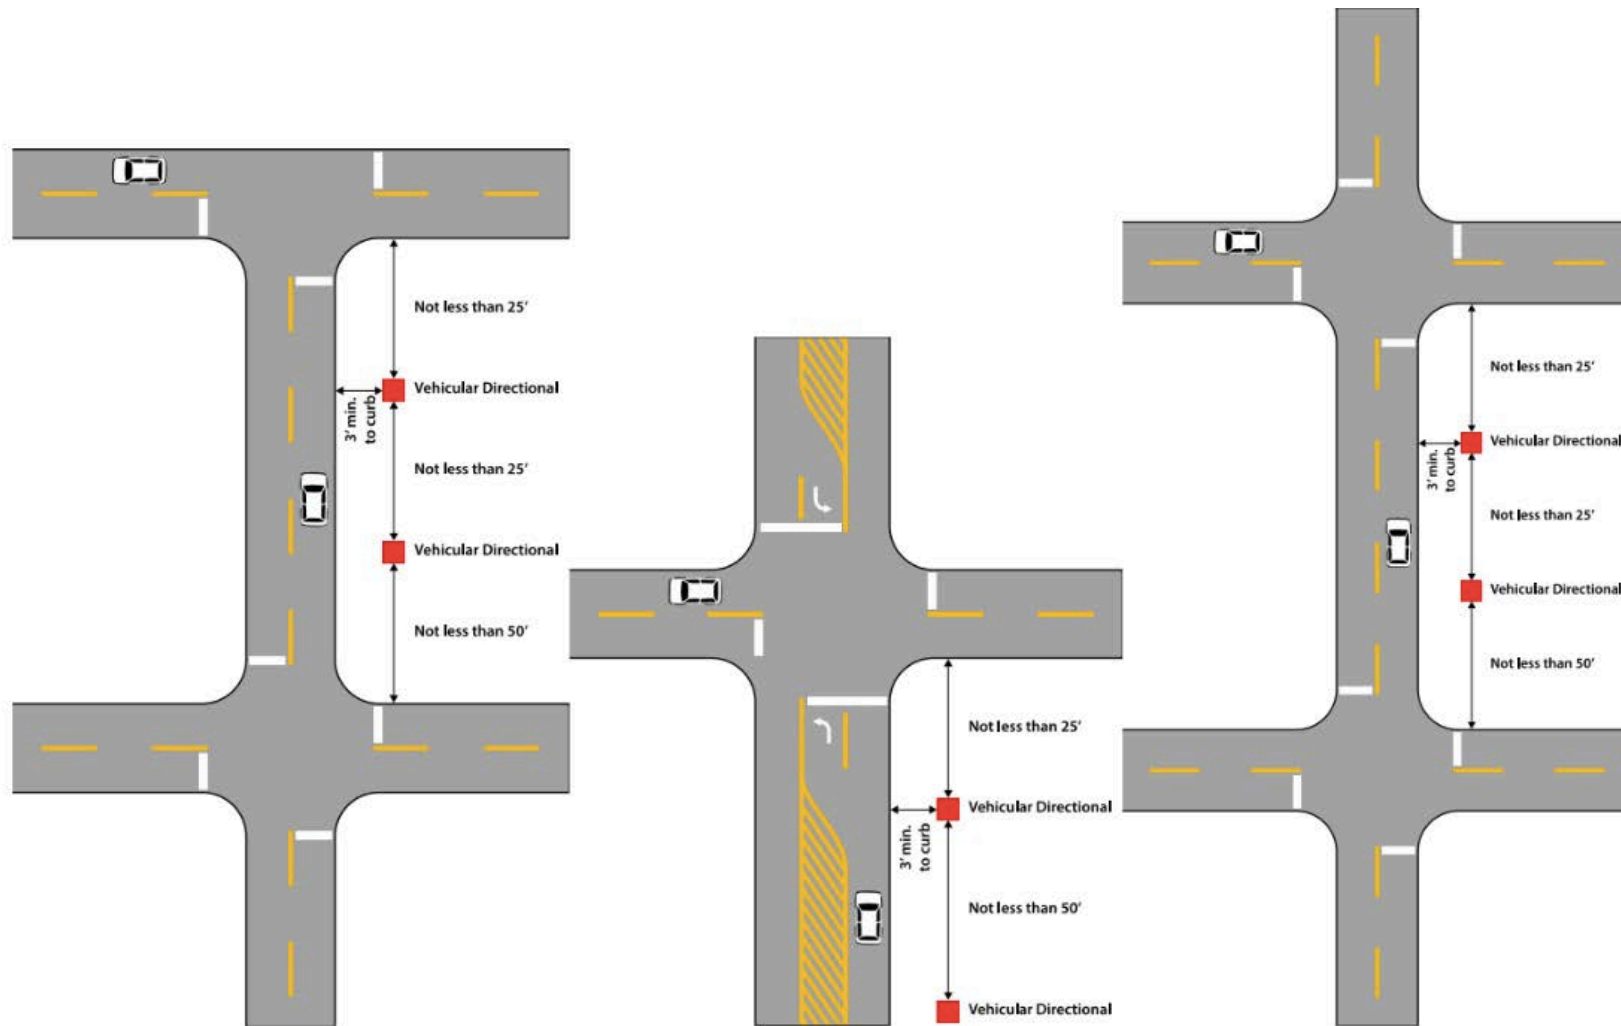 Not less than 25'
Vehicular Directional
3' min.
to curb
Not less than 25'
Vehicular Directional
Not less than 50'
Not less than 25'
Vehicular Directional
3' min.
to curb
Not less than 50'
Vehicular Directional
Not less than 25'
Vehicular Directional
3' min.
to curb
Not less than 25'
Vehicular Directional
Not less than 50'